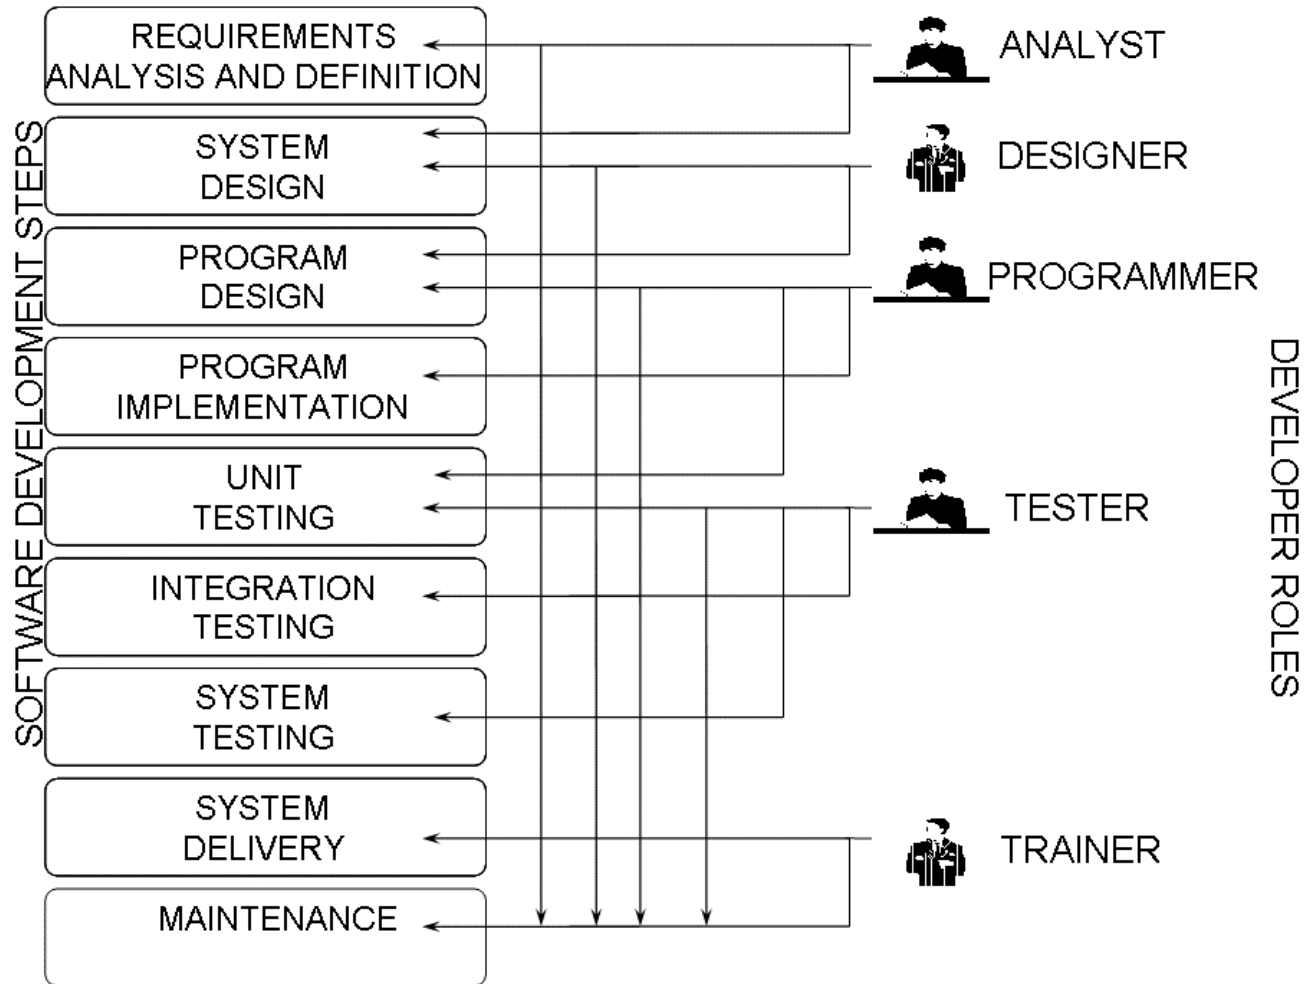 REQUIREMENTS
ANALYSIS AND DEFINITION
ANALYST
SYSTEM
DESIGN
DESIGNER
PROGRAM
DESIGN
PROGRAMMER
PROGRAM
IMPLEMENTATION
UNIT
TESTING
TESTER
INTEGRATION
TESTING
SYSTEM
TESTING
SYSTEM
DELIVERY
TRAINER
MAINTENANCE
SOFTWARE DEVELOPMENT STEPS
DEVELOPER ROLES